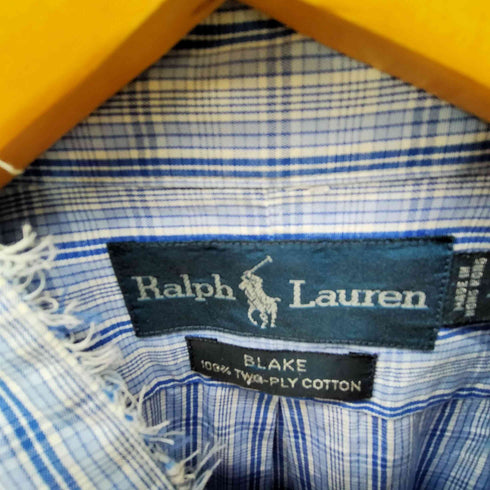 Ralph Lauren
BLAKE
100% TWO-PLY COTTON